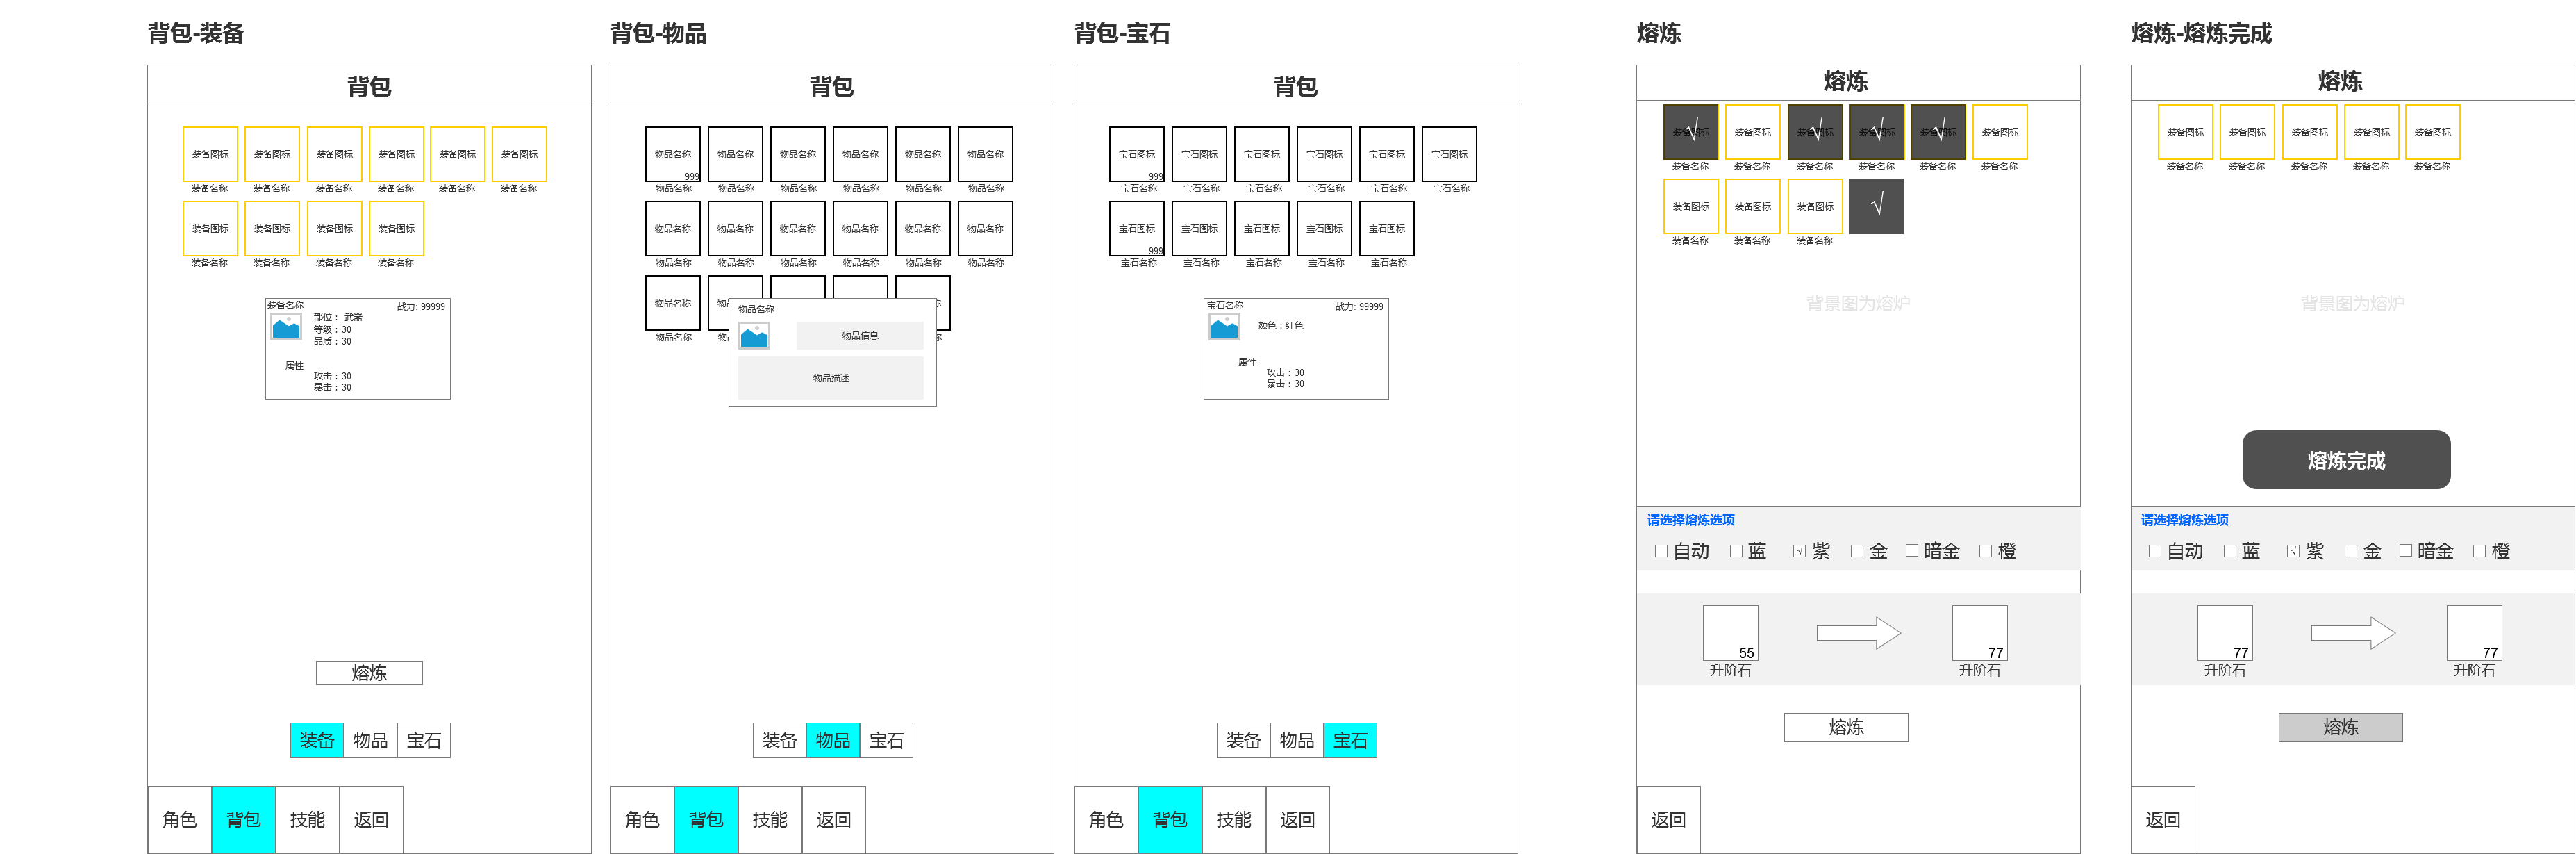 背包-装备
背包
装备图标 装备图标 装备图标 装备图标 装备图标 装备图标
装备名称 装备名称 装备名称 装备名称 装备名称 装备名称
装备图标 装备图标 装备图标 装备图标
装备名称 装备名称 装备名称 装备名称
装备名称 战力: 99999
部位： 武器
等级：30
品质：30
属性
攻击：30
暴击：30
熔炼
装备 物品 宝石
角色 背包 技能 返回
背包-物品
背包
物品名称 物品名称 物品名称 物品名称 物品名称 物品名称
999
物品名称 物品名称 物品名称 物品名称 物品名称 物品名称
物品名称 物品名称 物品名称 物品名称 物品名称 物品名称
物品名称 物品名称 物品名称 物品名称 物品名称 物品名称
物品名称
物品名称
物品名称
物品信息
物品描述
装备 物品 宝石
角色 背包 技能 返回
背包-宝石
背包
宝石图标 宝石图标 宝石图标 宝石图标 宝石图标 宝石图标
999
宝石名称 宝石名称 宝石名称 宝石名称 宝石名称 宝石名称
宝石图标 宝石图标 宝石图标 宝石图标 宝石图标
999
宝石名称 宝石名称 宝石名称 宝石名称 宝石名称
宝石名称 战力: 99999
颜色：红色
属性
攻击：30
暴击：30
装备 物品 宝石
角色 背包 技能 返回
熔炼
熔炼
装备图标 装备图标 装备图标 装备图标 装备图标 装备图标
√ √ √ √
装备名称 装备名称 装备名称 装备名称 装备名称 装备名称
装备图标 装备图标 装备图标 √
装备名称 装备名称 装备名称
背景图为熔炉
请选择熔炼选项
自动 蓝 √ 紫 金 暗金 橙
55 77
升阶石 升阶石
熔炼
返回
熔炼-熔炼完成
熔炼
装备图标 装备图标 装备图标 装备图标 装备图标
装备名称 装备名称 装备名称 装备名称 装备名称
背景图为熔炉
熔炼完成
请选择熔炼选项
自动 蓝 √ 紫 金 暗金 橙
77 77
升阶石 升阶石
熔炼
返回